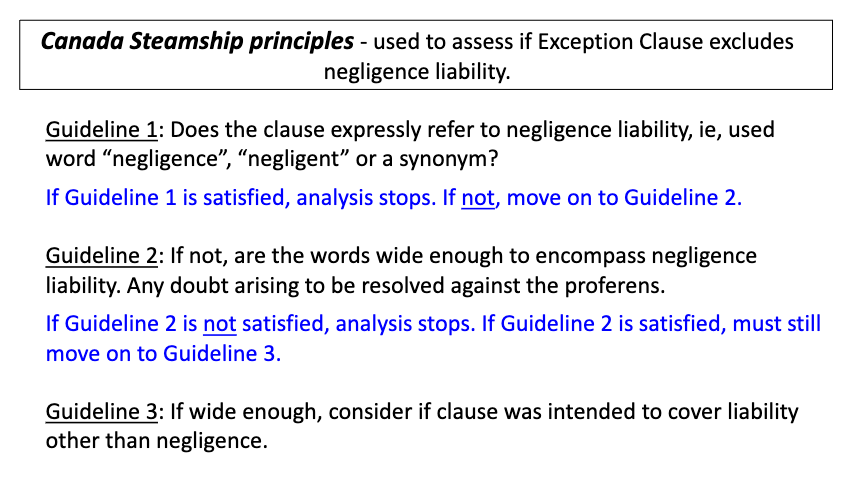 Canada Steamship principles - used to assess if Exception Clause excludes
negligence liability.
Guideline 1: Does the clause expressly refer to negligence liability, ie, used
word “negligence”, “negligent” or a synonym?
If Guideline 1 is satisfied, analysis stops. If not, move on to Guideline 2.
Guideline 2: If not, are the words wide enough to encompass negligence
liability. Any doubt arising to be resolved against the proferens.
If Guideline 2 is not satisfied, analysis stops. If Guideline 2 is satisfied, must still
move on to Guideline 3.
Guideline 3: If wide enough, consider if clause was intended to cover liability
other than negligence.